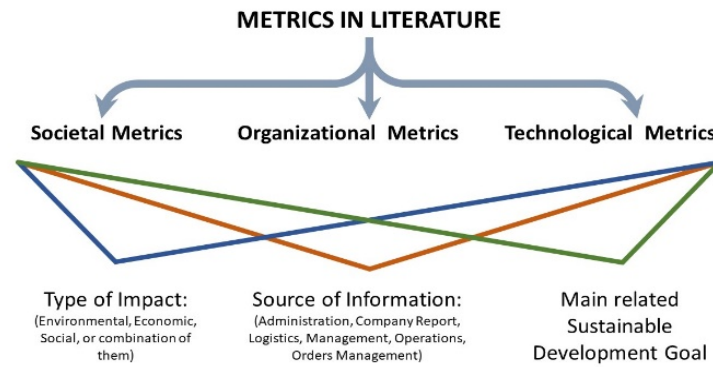 METRICS IN LITERATURE
Societal Metrics
Organizational Metrics
Technological Metrics
Type of Impact:
(Environmental, Economic,
Social, or combination of
them)
Source of Information:
(Administration, Company Report,
Logistics, Management, Operations,
Orders Management)
Main related
Sustainable
Development Goal